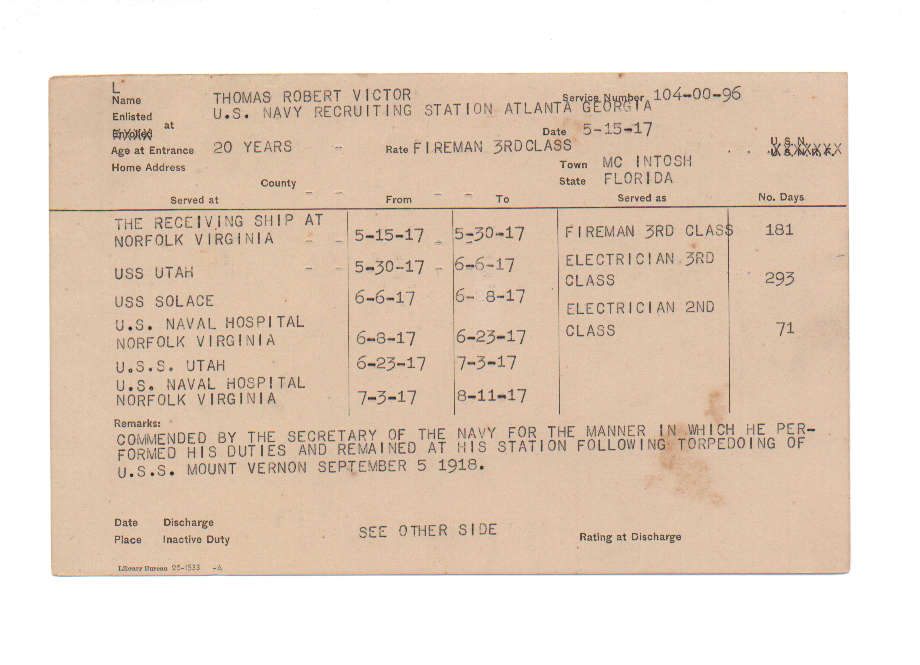 L
Name THOMAS ROBERT VICTOR Service Number 104-00-96
Enlisted at U.S. NAVY RECRUITING STATION ATLANTA GEORGIA
Date 5-15-17
Age at Entrance 20 YEARS - Rate FIREMAN 3RDCLASS U.S.N.
Home Address Town MC INTOSH
County State FLORIDA
Served at From To Served as No. Days
THE RECEIVING SHIP AT
NORFOLK VIRGINIA - - 5-15-17 - 5-30-17 FIREMAN 3RD CLASS 181
USS UTAH - - 5-30-17 - 6-6-17 ELECTRICIAN 3RD
CLASS 293
USS SOLACE 6-6-17 6-8-17
ELECTRICIAN 2ND
U.S. NAVAL HOSPITAL
NORFOLK VIRGINIA 6-8-17 6-23-17 CLASS 71
U.S.S. UTAH 6-23-17 7-3-17
U.S. NAVAL HOSPITAL
NORFOLK VIRGINIA 7-3-17 8-11-17
Remarks:
COMMENDED BY THE SECRETARY OF THE NAVY FOR THE MANNER IN WHICH HE PER-
FORMED HIS DUTIES AND REMAINED AT HIS STATION FOLLOWING TORPEDOING OF
U.S.S. MOUNT VERNON SEPTEMBER 5 1918.
Date Discharge
Place Inactive Duty SEE OTHER SIDE Rating at Discharge
Library Bureau 25-1533 -A